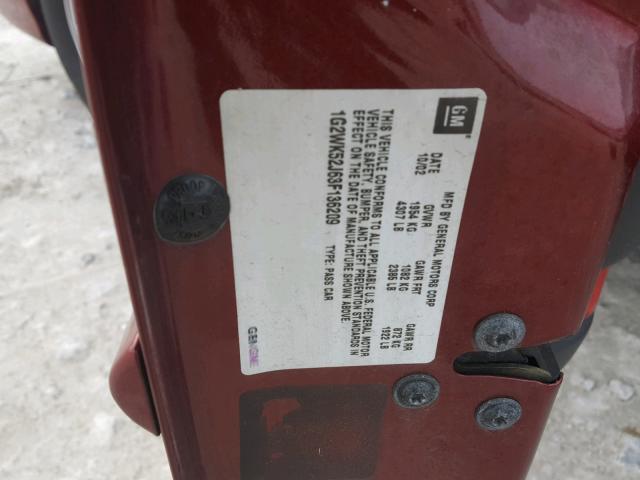 GM
MFD BY GENERAL MOTORS CORP
DATE GVWR GAWR FRT GAWR RR
10/02 1954 KG 1082 KG 872 KG
4307 LB 2385 LB 1922 LB
THIS VEHICLE CONFORMS TO ALL APPLICABLE U.S. FEDERAL MOTOR
VEHICLE SAFETY, BUMPER, AND THEFT PREVENTION STANDARDS IN
EFFECT ON THE DATE OF MANUFACTURE SHOWN ABOVE.
1G2WK52J63F136209 TYPE: PASS CAR